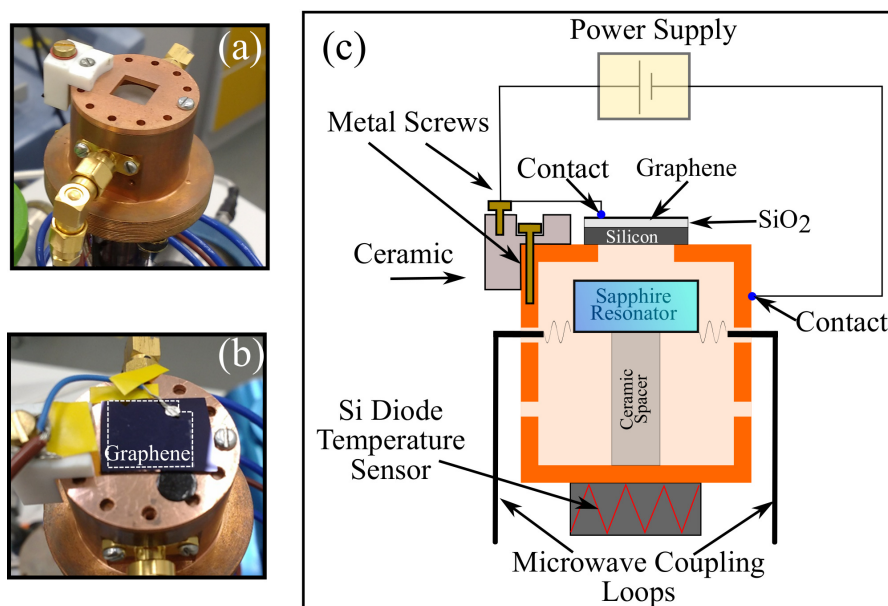 (a)
(b)
Graphene
(c)
Power Supply
Metal Screws
Contact
Graphene
SiO2
Silicon
Ceramic
Sapphire
Resonator
Contact
Ceramic
Spacer
Si Diode
Temperature
Sensor
Microwave Coupling
Loops